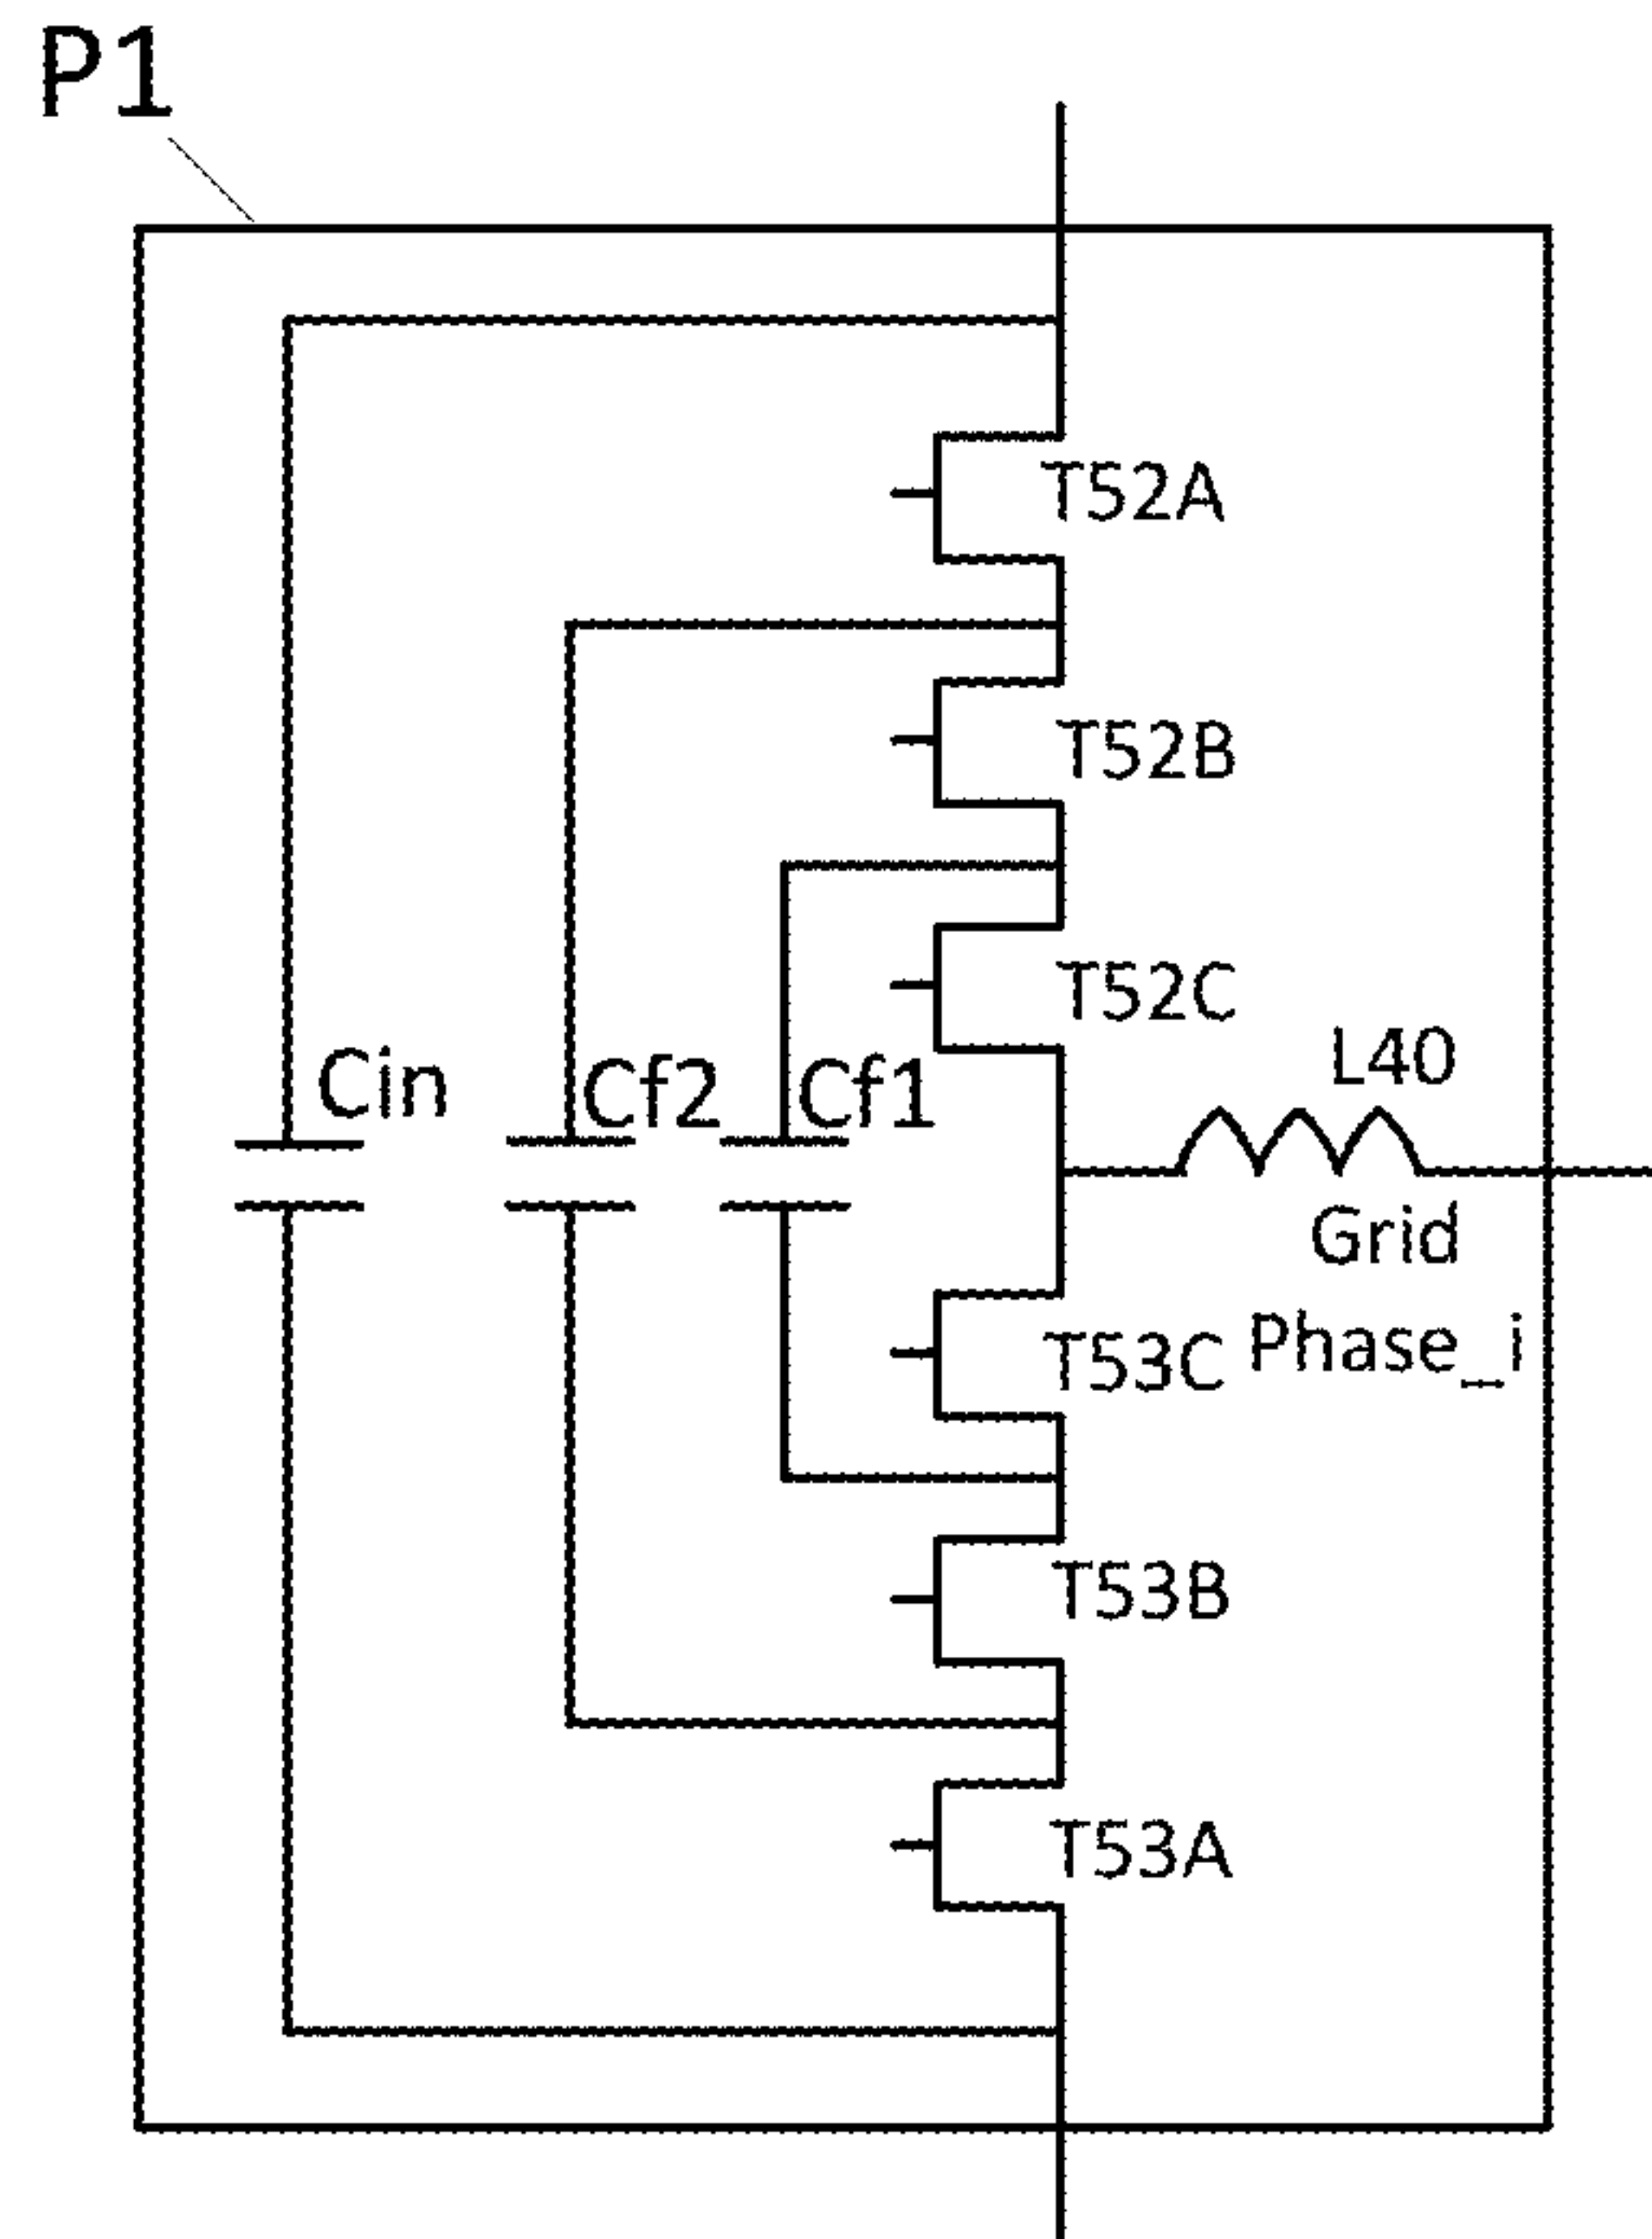 P1
T52A
T52B
T52C
L40
Cin
Cf2
Cf1
Grid
Phase_i
T53C
T53B
T53A